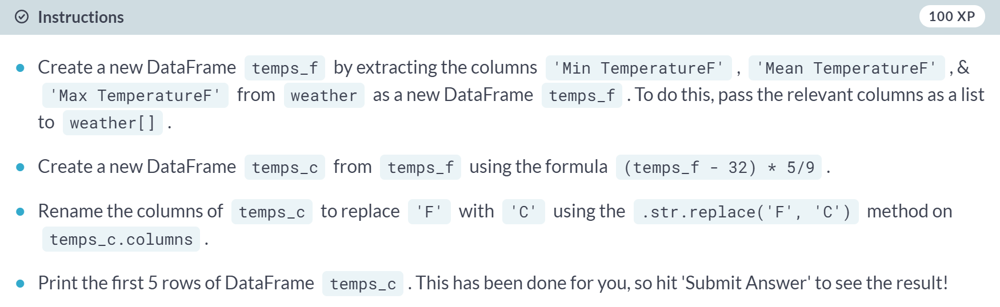 Instructions 100 XP
Create a new DataFrame temps_f by extracting the columns 'Min TemperatureF' , 'Mean TemperatureF' , &
'Max TemperatureF' from weather as a new DataFrame temps_f . To do this, pass the relevant columns as a list
to weather[] .
Create a new DataFrame temps_c from temps_f using the formula (temps_f - 32) * 5/9 .
Rename the columns of temps_c to replace 'F' with 'C' using the .str.replace('F', 'C') method on
temps_c.columns .
Print the first 5 rows of DataFrame temps_c . This has been done for you, so hit 'Submit Answer' to see the result!